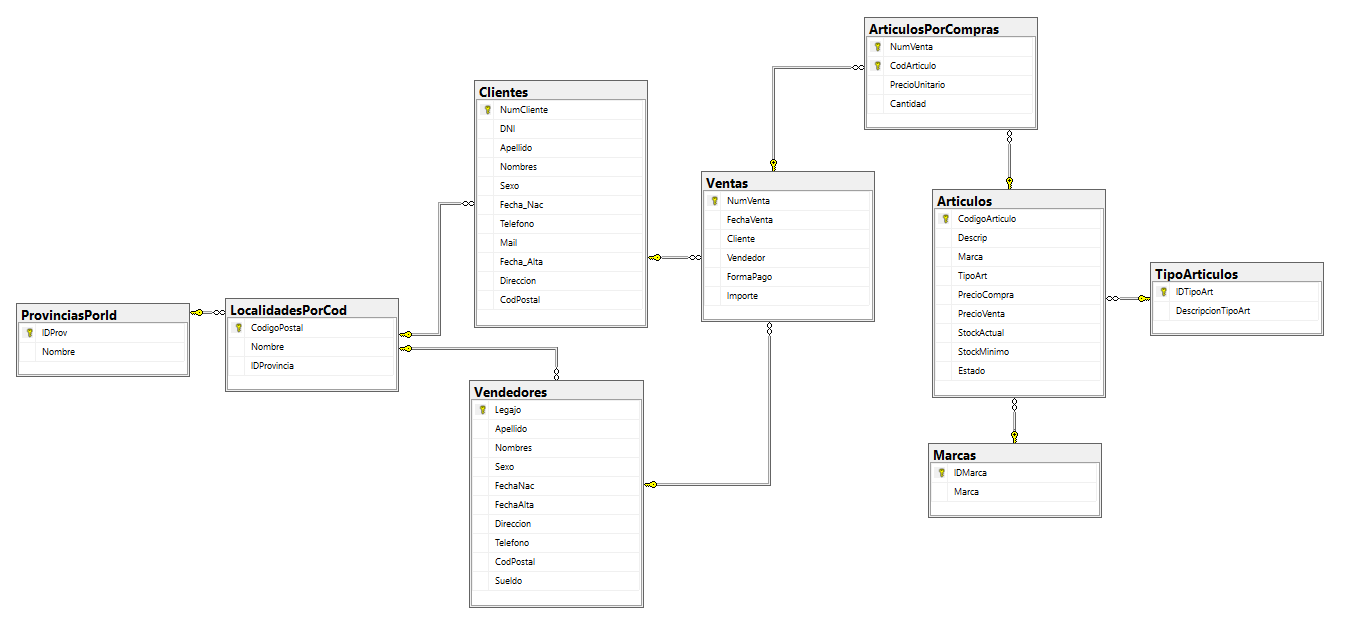 ArticulosPorCompras
NumVenta
CodArticulo
PrecioUnitario
Cantidad
Clientes
NumCliente
DNI
Apellido
Nombres
Sexo
Fecha_Nac
Telefono
Mail
Fecha_Alta
Direccion
CodPostal
Ventas
NumVenta
FechaVenta
Cliente
Vendedor
FormaPago
Importe
Articulos
CodigoArticulo
Descrip
Marca
TipoArt
PrecioCompra
PrecioVenta
StockActual
StockMinimo
Estado
TipoArticulos
IDTipoArt
DescripcionTipoArt
ProvinciasPorId
IDProv
Nombre
LocalidadesPorCod
CodigoPostal
Nombre
IDProvincia
Vendedores
Legajo
Apellido
Nombres
Sexo
FechaNac
FechaAlta
Direccion
Telefono
CodPostal
Sueldo
Marcas
IDMarca
Marca